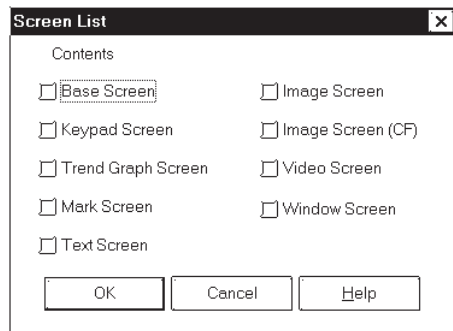 Screen List
Contents
Base Screen
Image Screen
Keypad Screen
Image Screen (CF)
Trend Graph Screen
Video Screen
Mark Screen
Window Screen
Text Screen
OK
Cancel
Help